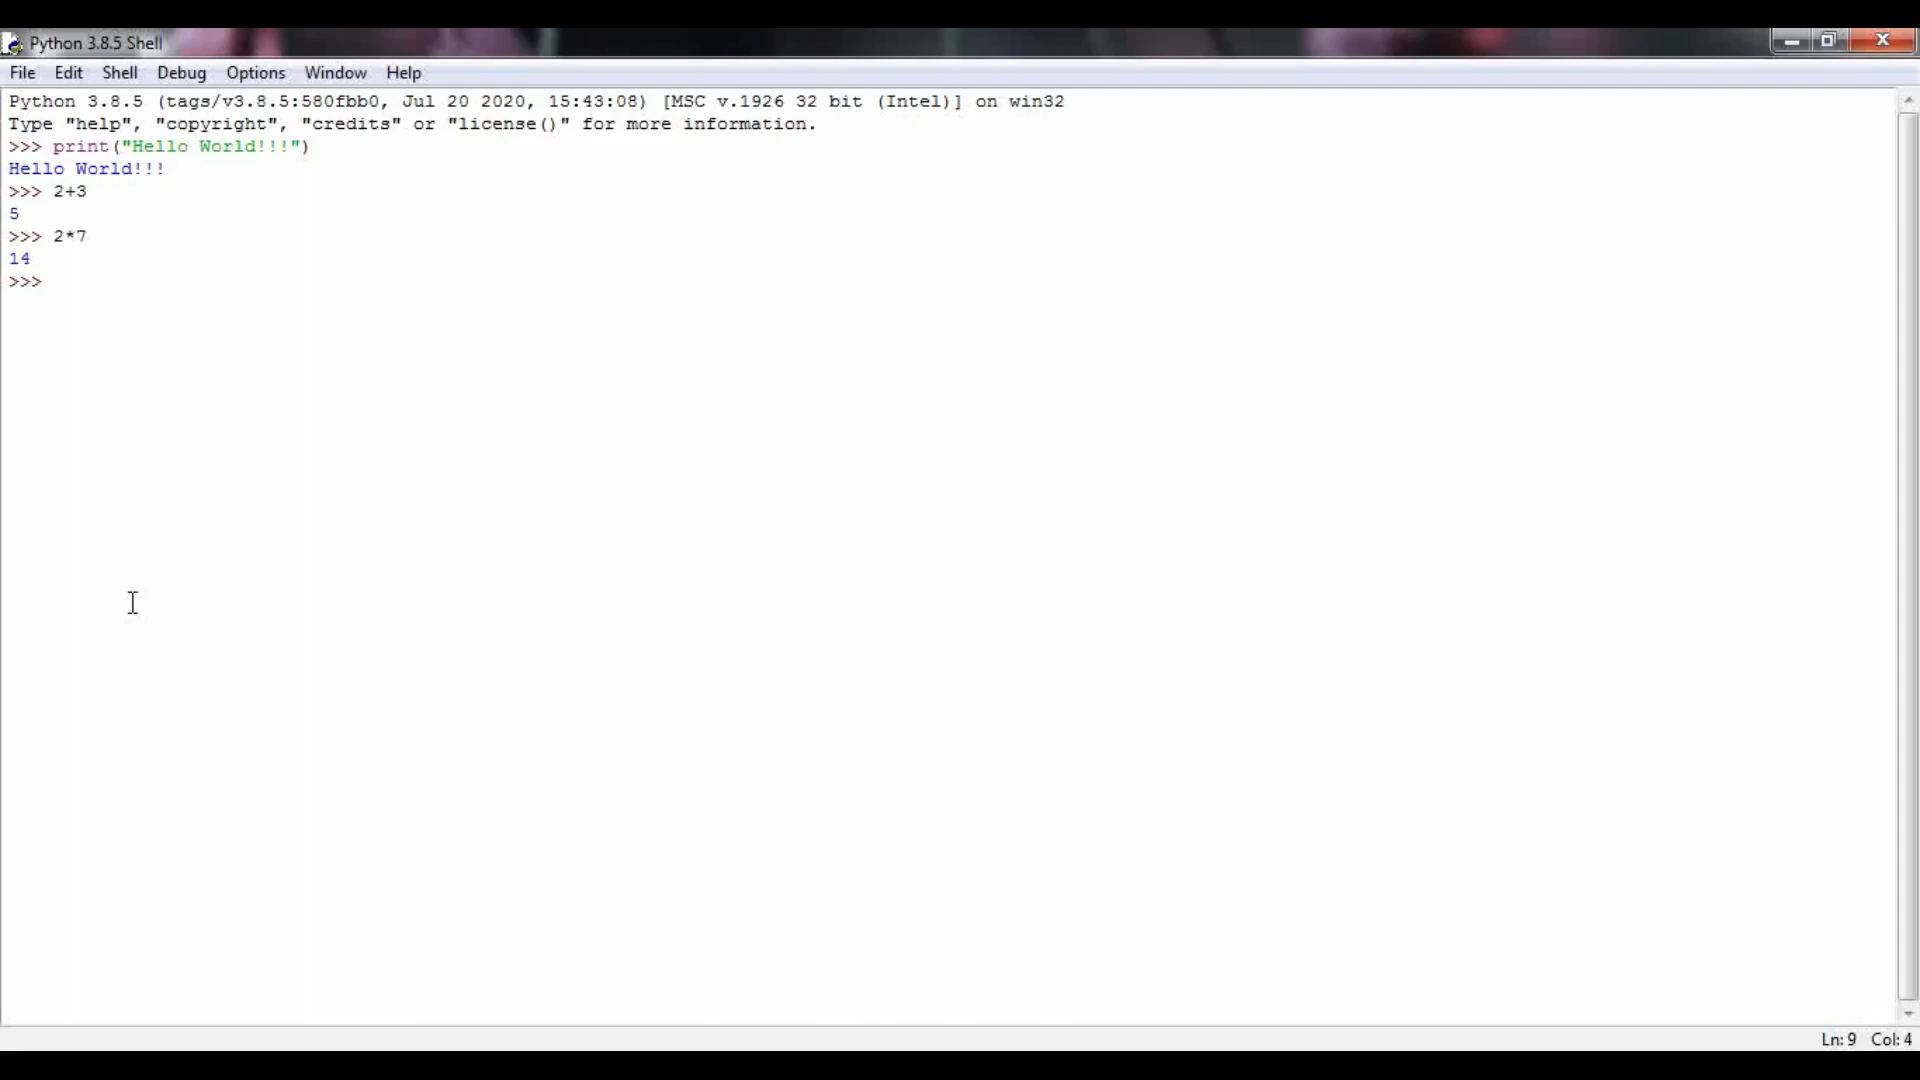 Python 3.8.5 Shell
File Edit Shell Debug Options Window Help
Python 3.8.5 (tags/v3.8.5:580fbb0, Jul 20 2020, 15:43:08) [MSC v.1926 32 bit (Intel)] on win32
Type "help", "copyright", "credits" or "license()" for more information.
>>> print("Hello World!!!")
Hello World!!!
>>> 2+3
5
>>> 2*7
14
>>>
Ln: 9 Col: 4